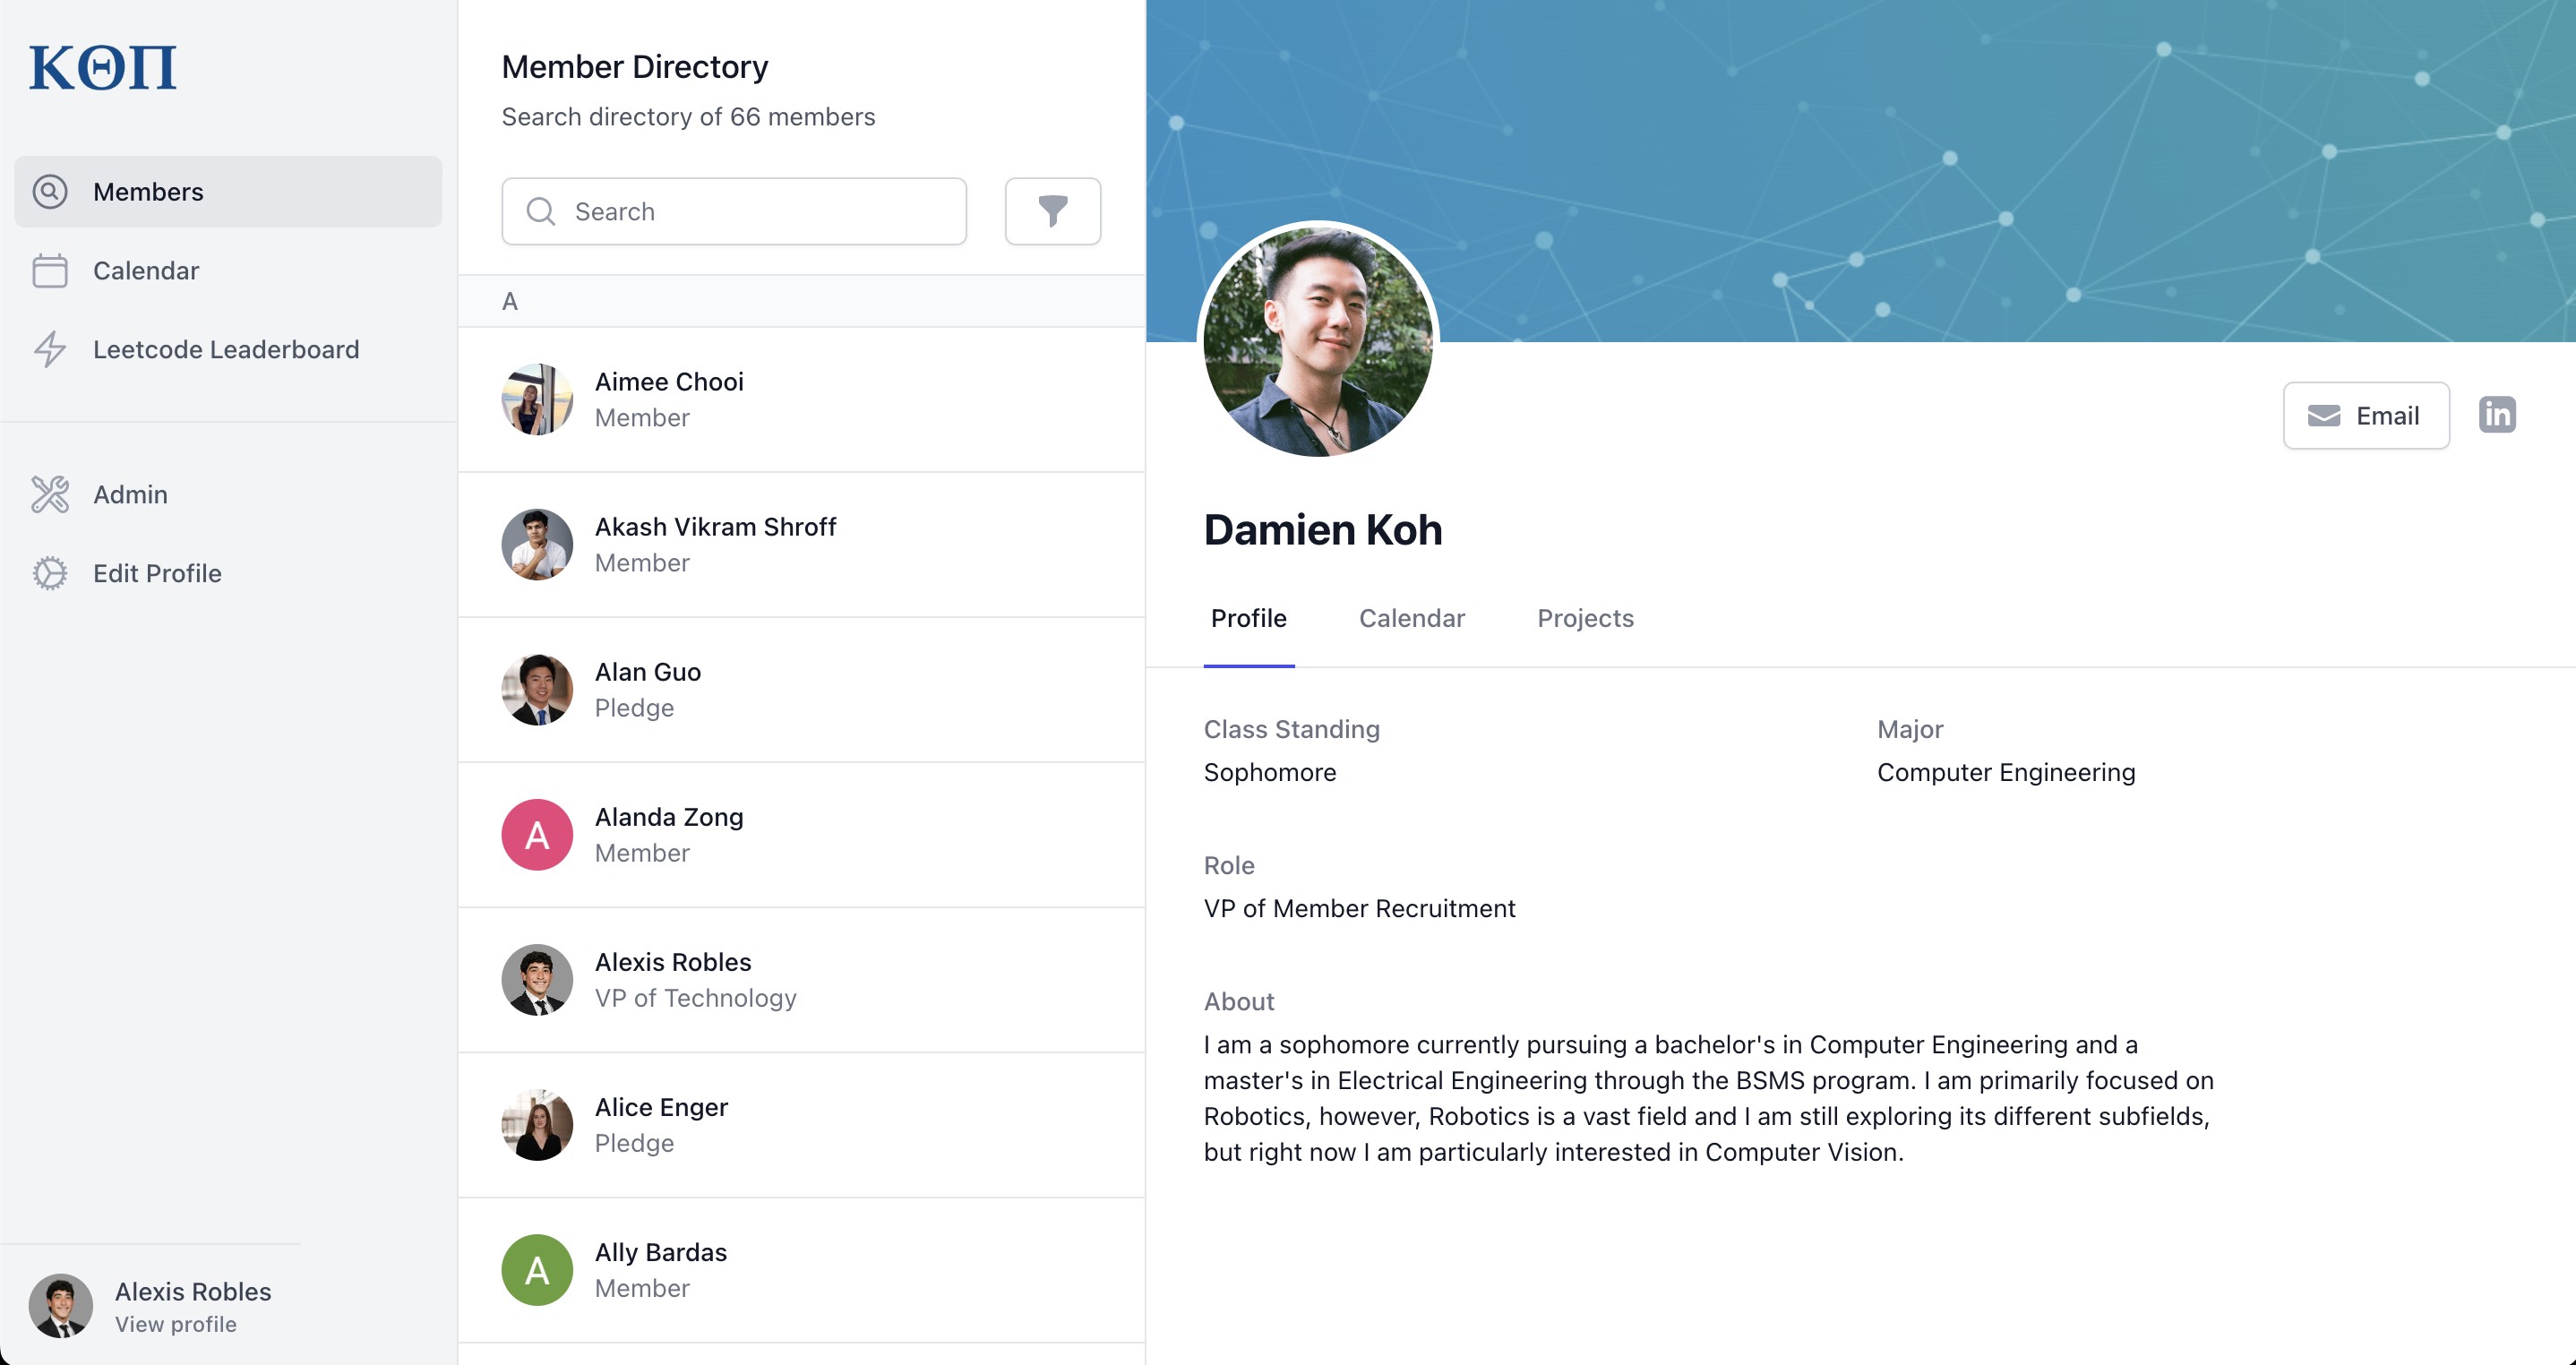 ΚΘΠ
Members
Calendar
Leetcode Leaderboard
Admin
Edit Profile
Alexis Robles
View profile
Member Directory
Search directory of 66 members
Search
A
Aimee Chooi
Member
Akash Vikram Shroff
Member
Alan Guo
Pledge
A
Alanda Zong
Member
Alexis Robles
VP of Technology
Alice Enger
Pledge
A
Ally Bardas
Member
Email
in
Damien Koh
Profile Calendar Projects
Class Standing
Sophomore
Major
Computer Engineering
Role
VP of Member Recruitment
About
I am a sophomore currently pursuing a bachelor's in Computer Engineering and a
master's in Electrical Engineering through the BSMS program. I am primarily focused on
Robotics, however, Robotics is a vast field and I am still exploring its different subfields,
but right now I am particularly interested in Computer Vision.